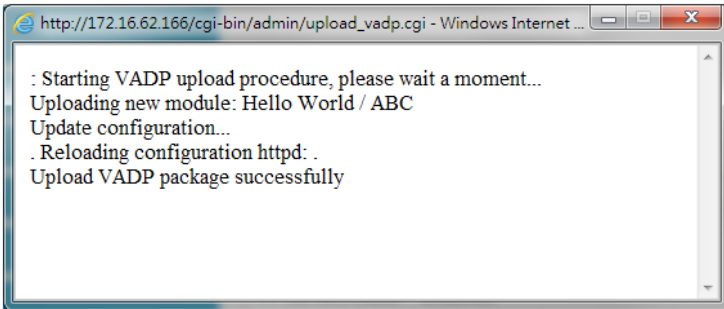 http://172.16.62.166/cgi-bin/admin/upload_vadp.cgi - Windows Internet ...
: Starting VADP upload procedure, please wait a moment...
Uploading new module: Hello World / ABC
Update configuration...
. Reloading configuration httpd: .
Upload VADP package successfully